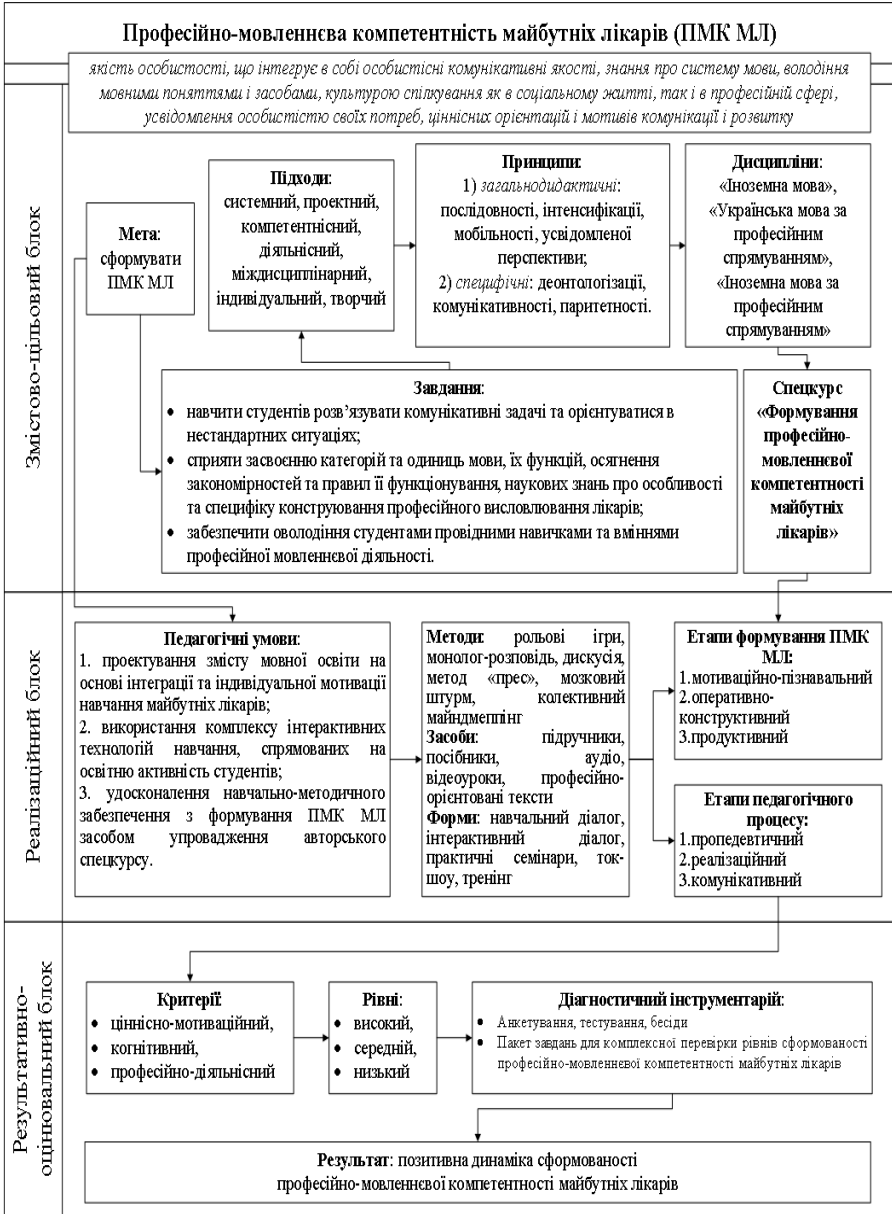 Професійно-мовленнєва компетентність майбутніх лікарів (ПМК МЛ)
якість особистості, що інтегрує в собі особистісні комунікативні якості, знання про систему мови, володіння
мовними поняттями і засобами, культурою спілкування як в соціальному житті, так і в професійній сфері,
усвідомлення особистістю своїх потреб, ціннісних орієнтацій і мотивів комунікації і розвитку
Змістово-цільовий блок
Мета:
сформувати
ПМК МЛ
Підходи:
системний, проектний,
компетентнісний,
діяльнісний,
міждисциплінарний,
індивідуальний, творчий
Принципи:
1) загальнодидактичні:
послідовності, інтенсифікації,
мобільності, усвідомленої
перспективи;
2) специфічні: деонтологізації,
комунікативності, паритетності.
Дисципліни:
«Іноземна мова»,
«Українська мова за
професійним
спрямуванням»,
«Іноземна мова за
професійним
спрямуванням»
Завдання:
• навчити студентів розв’язувати комунікативні задачі та орієнтуватися в
нестандартних ситуаціях;
• сприяти засвоєнню категорій та одиниць мови, їх функцій, осягнення
закономірностей та правил її функціонування, наукових знань про особливості
та специфіку конструювання професійного висловлювання лікарів;
• забезпечити оволодіння студентами провідними навичками та вміннями
професійної мовленнєвої діяльності.
Спецкурс
«Формування
професійно-
мовленнєвої
компетентності
майбутніх
лікарів»
Реалізаційний блок
Педагогічні умови:
1. проектування змісту мовної освіти на
основі інтеграції та індивідуальної мотивації
навчання майбутніх лікарів;
2. використання комплексу інтерактивних
технологій навчання, спрямованих на
освітню активність студентів;
3. удосконалення навчально-методичного
забезпечення з формування ПМК МЛ
засобом упровадження авторського
спецкурсу.
Методи: рольові ігри,
монолог-розповідь, дискусія,
метод «прес», мозковий
штурм, колективний
майндмеппінг
Засоби: підручники,
посібники, аудіо,
відеоуроки, професійно-
орієнтовані тексти
Форми: навчальний діалог,
інтерактивний діалог,
практичні семінари, ток-
шоу, тренінг
Етапи формування ПМК
МЛ:
1.мотиваційно-пізнавальний
2.оперативно-
конструктивний
3.продуктивний
Етапи педагогічного
процесу:
1.пропедевтичний
2.реалізаційний
3.комунікативний
Результативно-
оцінювальний блок
Критерії:
• ціннісно-мотиваційний,
• когнітивний,
• професійно-діяльнісний
Рівні:
• високий,
• середній,
• низький
Діагностичний інструментарій:
• Анкетування, тестування, бесіди
• Пакет завдань для комплексної перевірки рівнів сформованості
професійно-мовленнєвої компетентності майбутніх лікарів
Результат: позитивна динаміка сформованості
професійно-мовленнєвої компетентності майбутніх лікарів